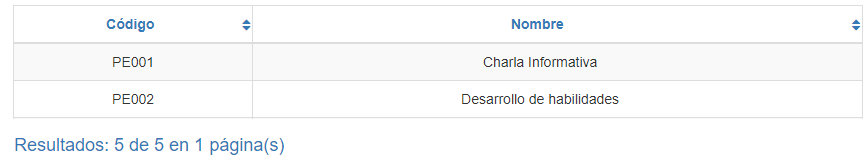 Código Nombre
PE001 Charla Informativa
PE002 Desarrollo de habilidades
Resultados: 5 de 5 en 1 página(s)